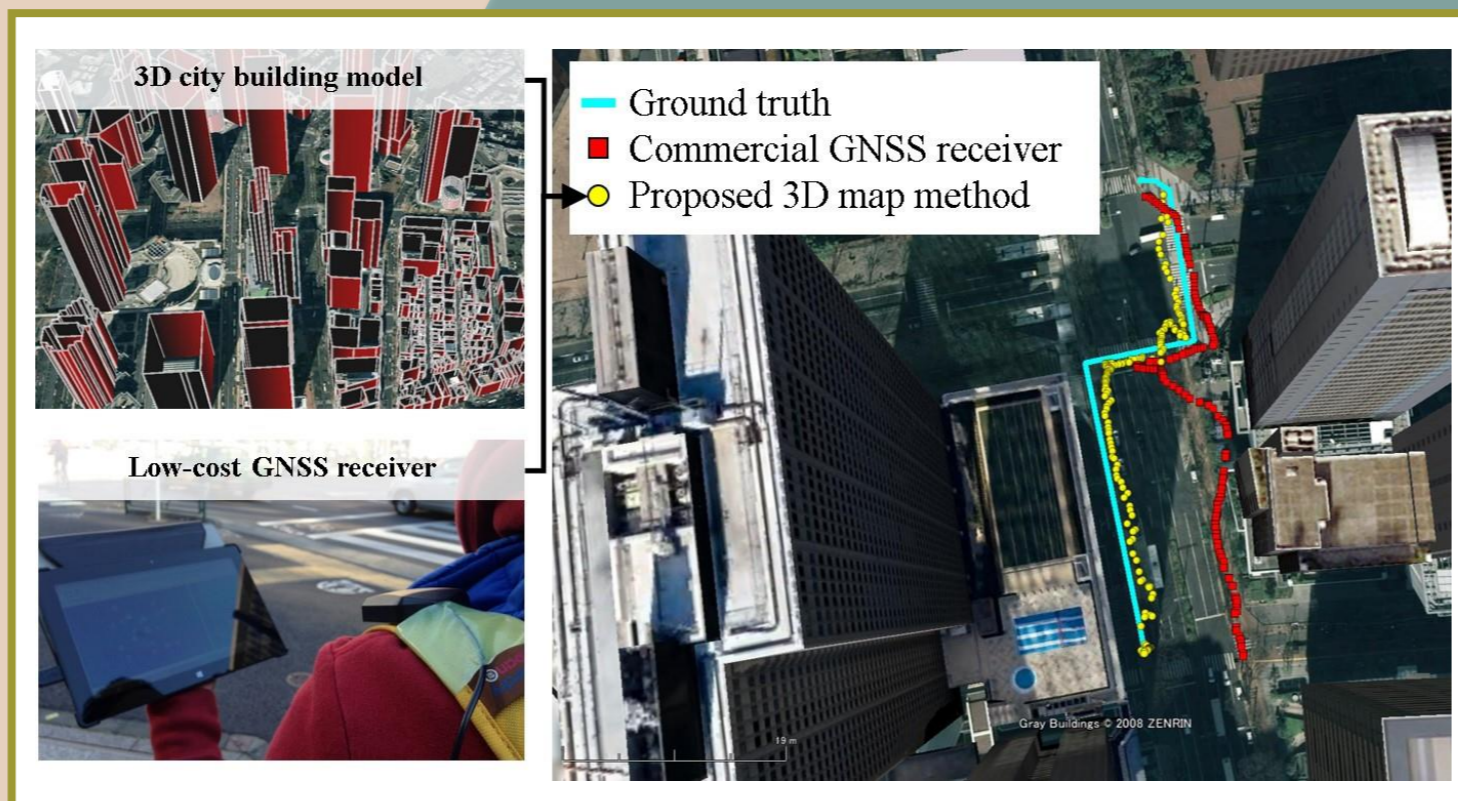 3D city building model
Low-cost GNSS receiver
Ground truth
Commercial GNSS receiver
Proposed 3D map method
Gray Buildings © 2008 ZENRIN
19 m